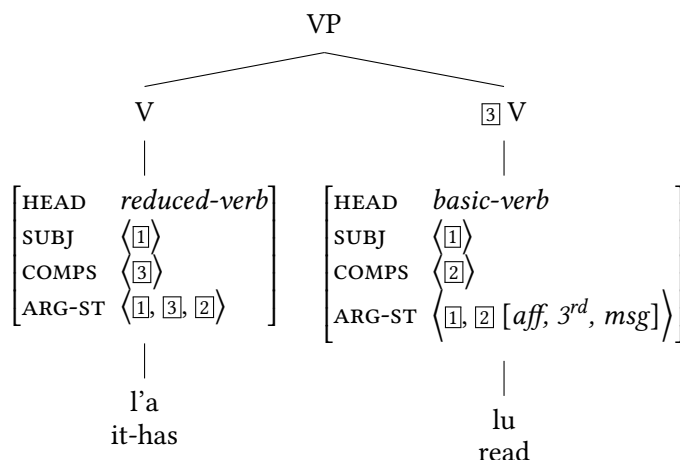 VP
V 3 V
HEAD reduced-verb HEAD basic-verb
SUBJ ⟨1⟩ SUBJ ⟨1⟩
COMPS ⟨3⟩ COMPS ⟨2⟩
ARG-ST ⟨1, 3, 2⟩ ARG-ST ⟨1, 2 [aff, 3rd, msg]⟩
l'a lu
it-has read